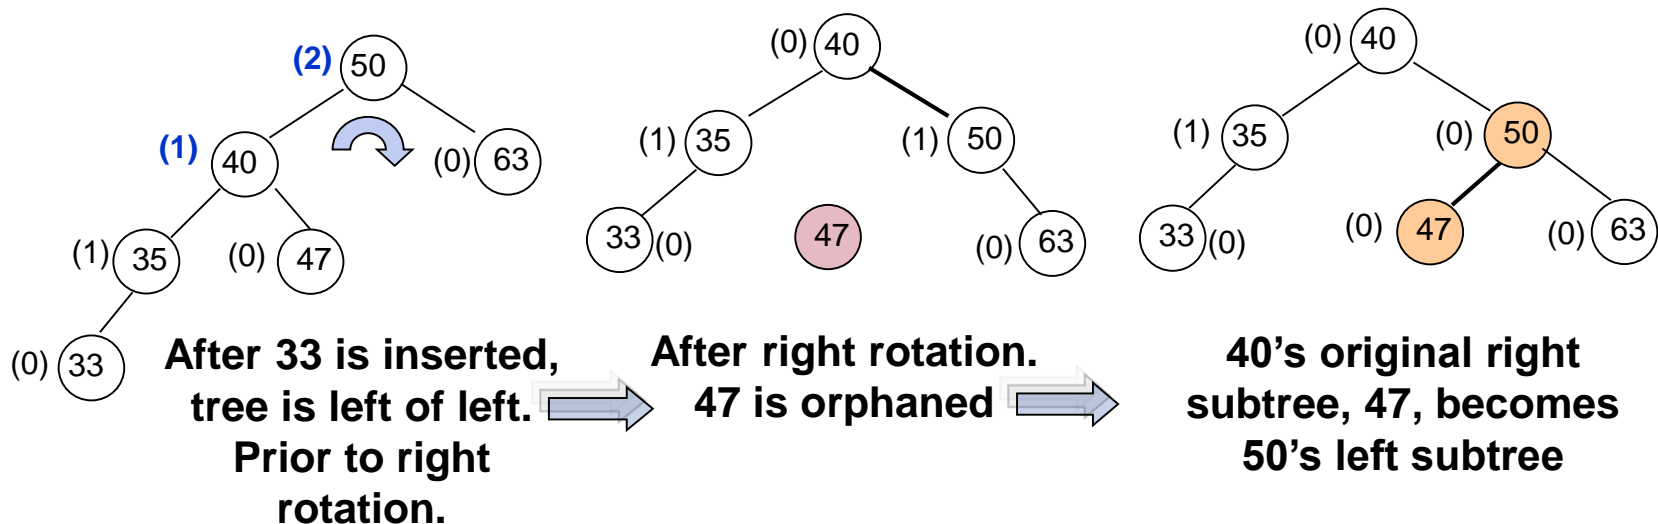 (2) 50
(1) 40
(0) 63
(1) 35
(0) 47
(0) 33
After 33 is inserted,
tree is left of left.
Prior to right
rotation.
(0) 40
(1) 35
(1) 50
33 (0)
47
(0) 63
After right rotation.
47 is orphaned
(0) 40
(1) 35
(0) 50
33 (0)
(0) 47
(0) 63
40’s original right
subtree, 47, becomes
50’s left subtree